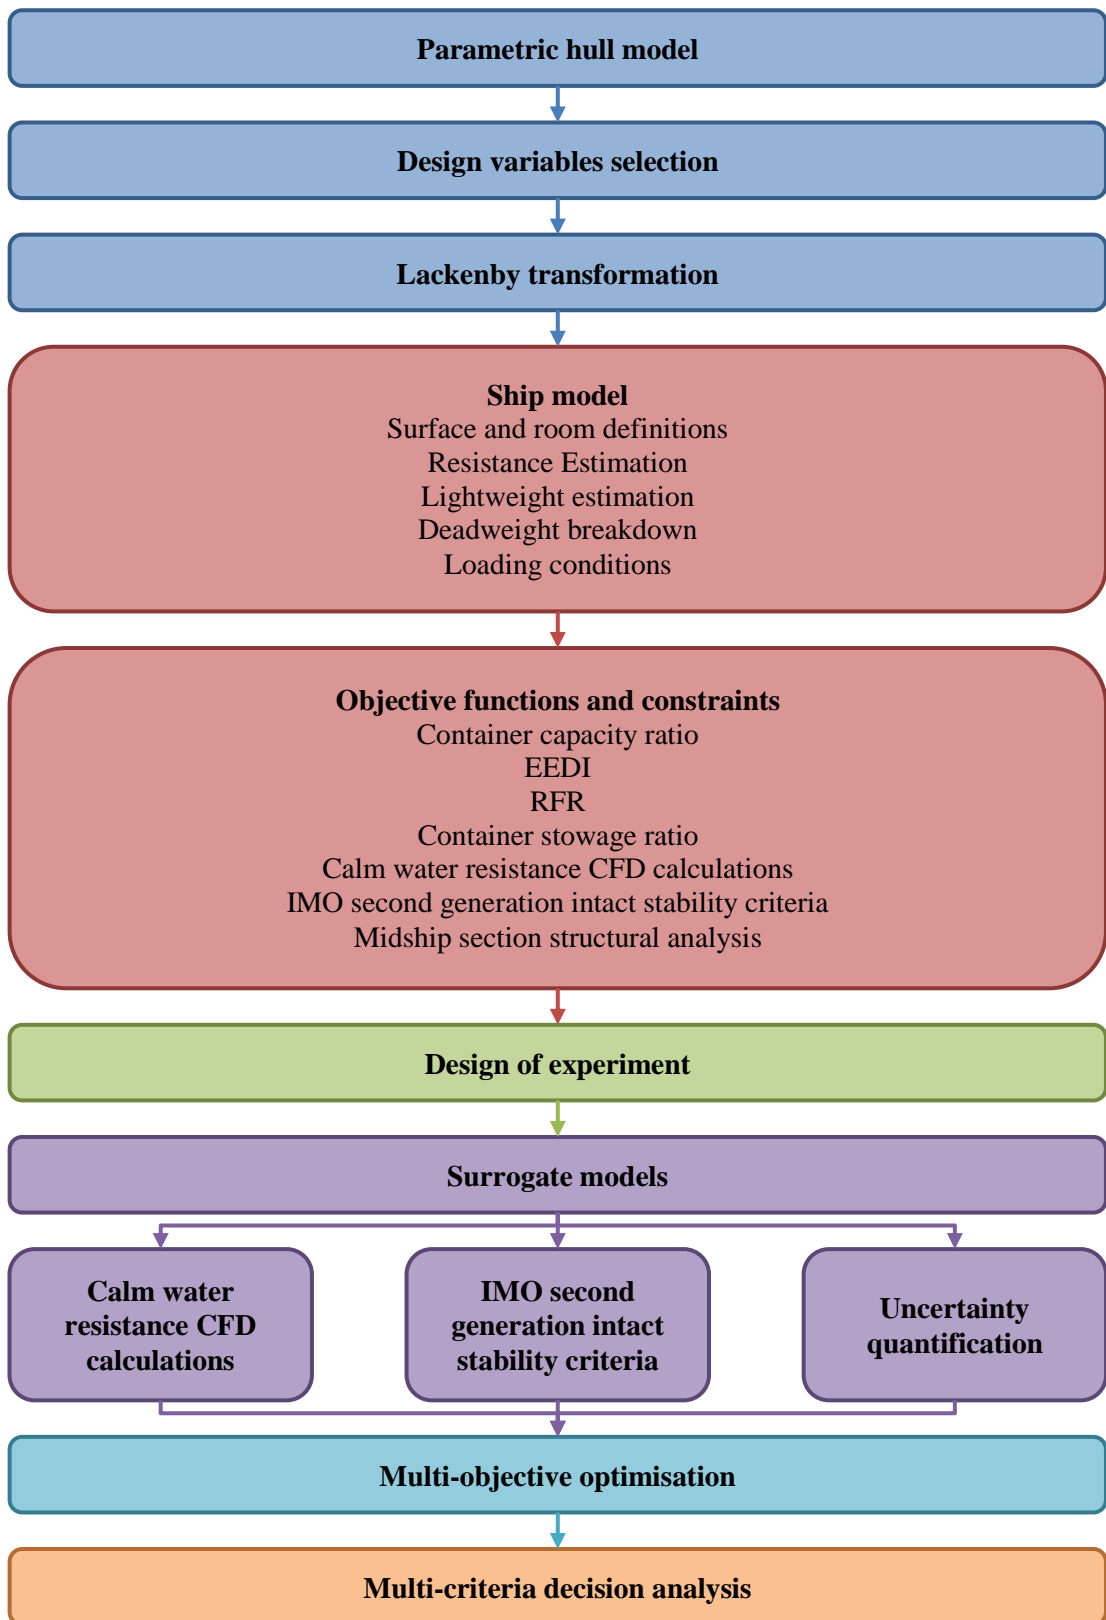 Parametric hull model
Design variables selection
Lackenby transformation
Ship model
Surface and room definitions
Resistance Estimation
Lightweight estimation
Deadweight breakdown
Loading conditions
Objective functions and constraints
Container capacity ratio
EEDI
RFR
Container stowage ratio
Calm water resistance CFD calculations
IMO second generation intact stability criteria
Midship section structural analysis
Design of experiment
Surrogate models
Calm water
resistance CFD
calculations
IMO second
generation intact
stability criteria
Uncertainty
quantification
Multi-objective optimisation
Multi-criteria decision analysis